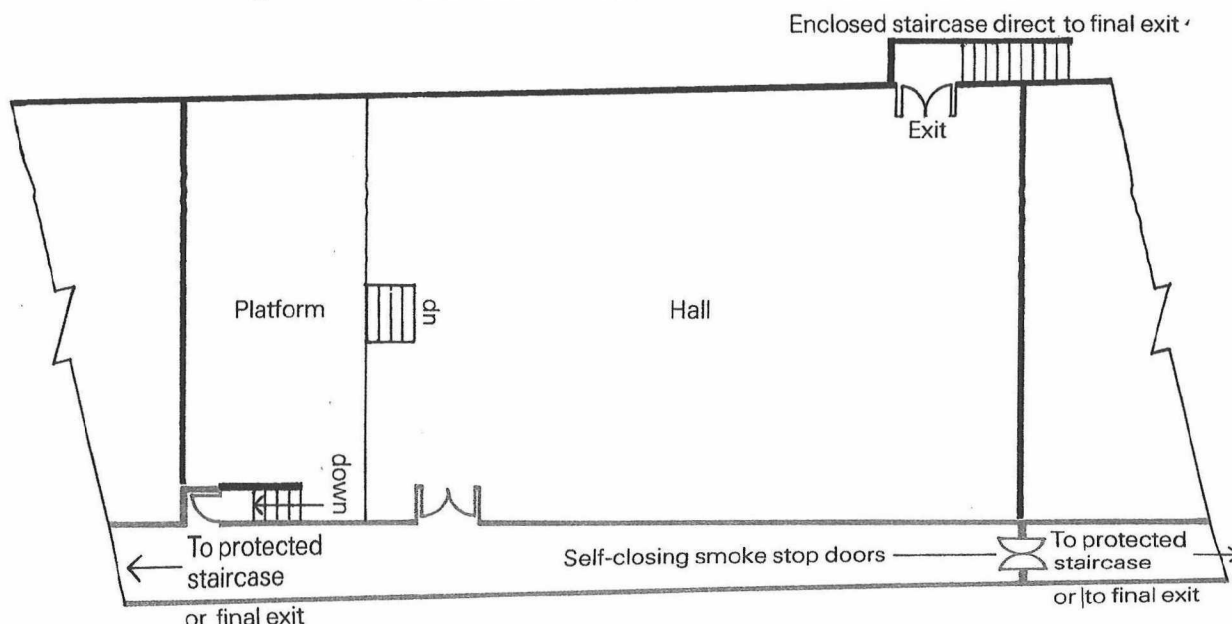 Enclosed staircase direct to final exit
Exit
Platform
dn
Hall
down
To protected
staircase
or final exit
Self-closing smoke stop doors
To protected
staircase
or to final exit